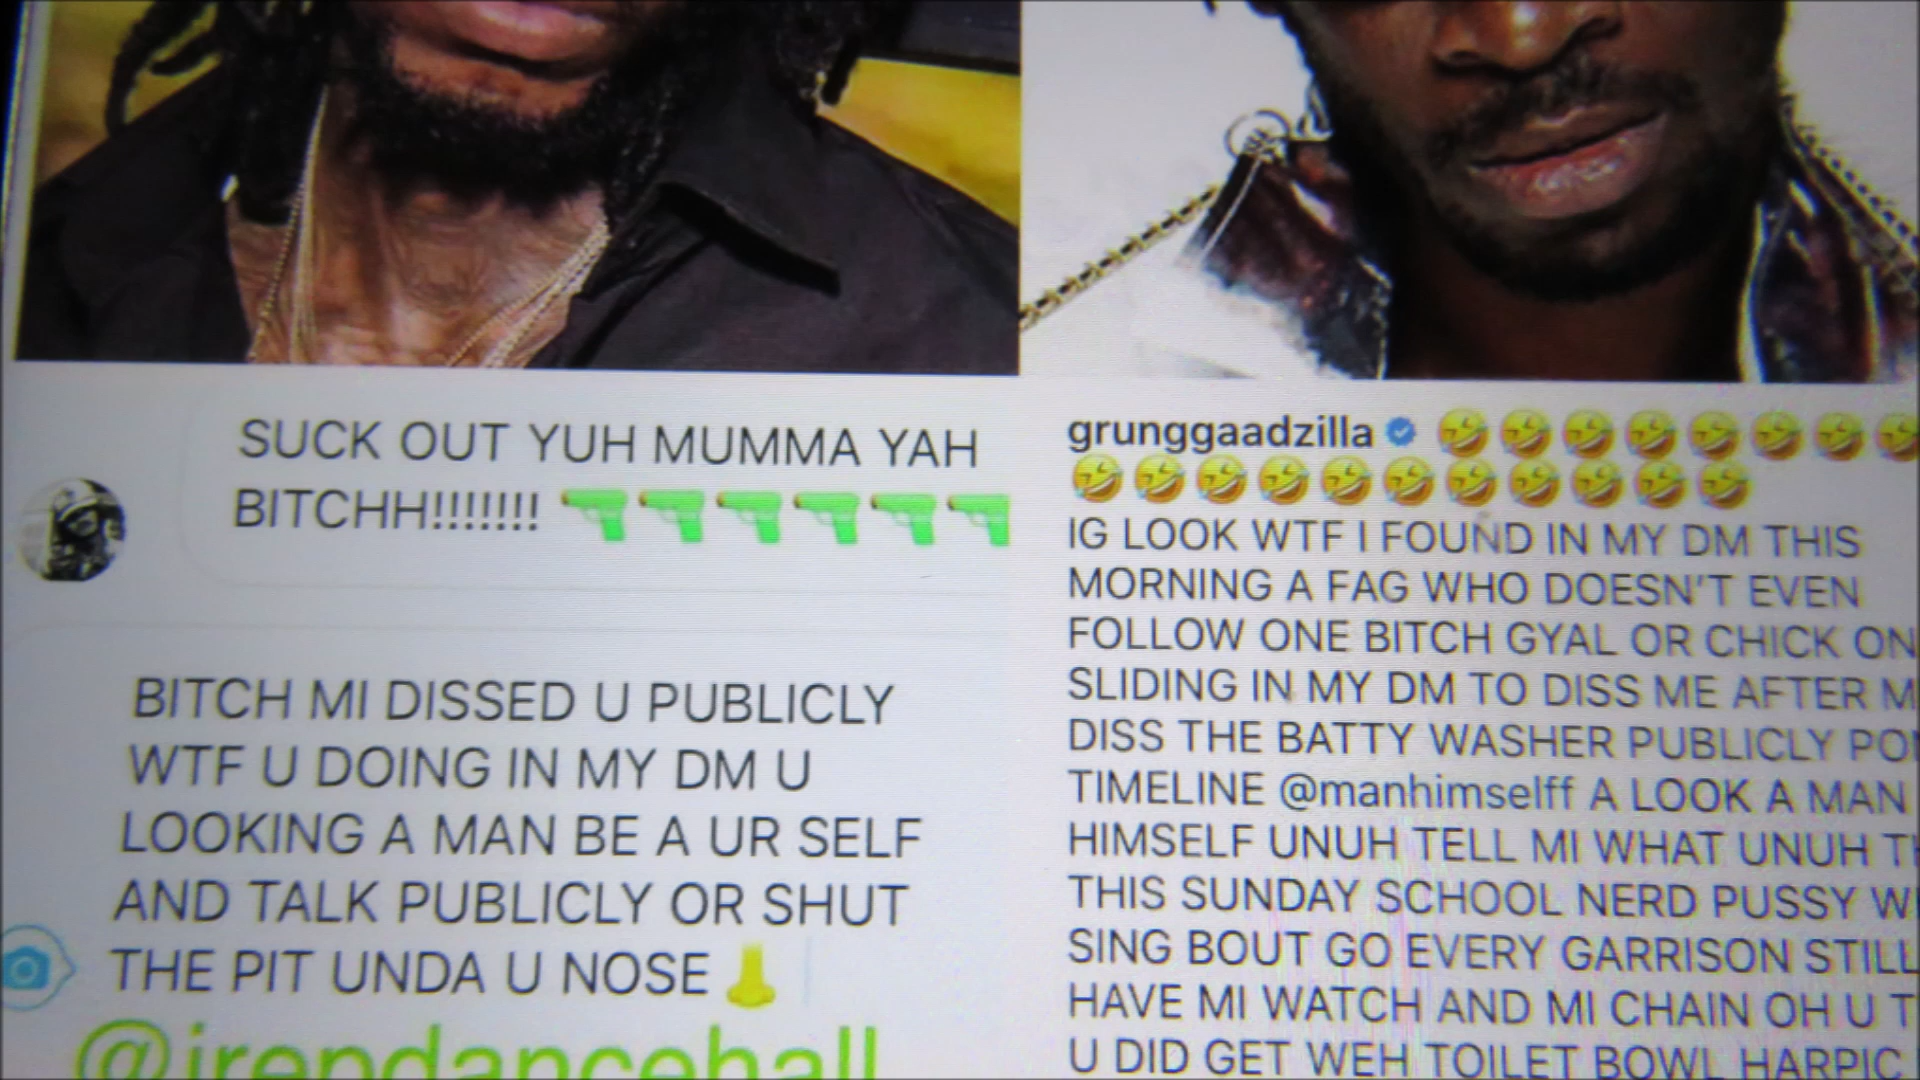 SUCK OUT YUH MUMMA YAH
BITCHH!!!!!!!
BITCH MI DISSED U PUBLICLY
WTF U DOING IN MY DM U
LOOKING A MAN BE A UR SELF
AND TALK PUBLICLY OR SHUT
THE PIT UNDA U NOSE
@irepdancehall
grunggaadzilla
IG LOOK WTF I FOUND IN MY DM THIS
MORNING A FAG WHO DOESN'T EVEN
FOLLOW ONE BITCH GYAL OR CHICK ON
SLIDING IN MY DM TO DISS ME AFTER M
DISS THE BATTY WASHER PUBLICLY PO
TIMELINE @manhimselff A LOOK A MAN
HIMSELF UNUH TELL MI WHAT UNUH T
THIS SUNDAY SCHOOL NERD PUSSY W
SING BOUT GO EVERY GARRISON STILL
HAVE MI WATCH AND MI CHAIN OH U T
U DID GET WEH TOILET BOWL HARPIC